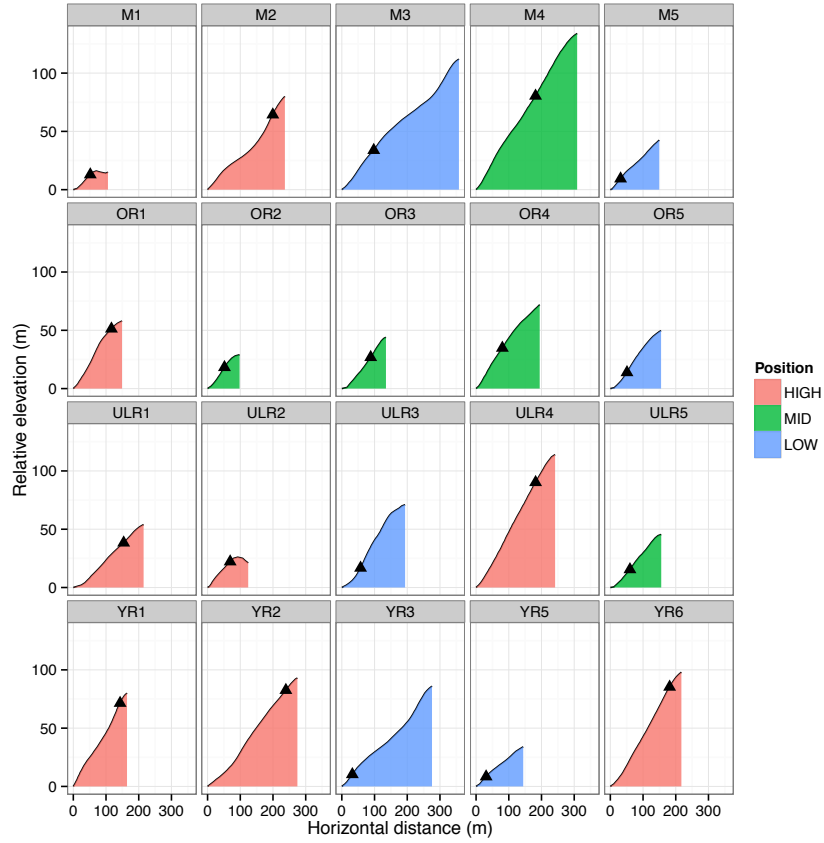 M1 M2 M3 M4 M5
100
50
0
OR1 OR2 OR3 OR4 OR5
100
50
0
ULR1 ULR2 ULR3 ULR4 ULR5
100
50
0
YR1 YR2 YR3 YR5 YR6
100
50
0
0 100 200 300 0 100 200 300 0 100 200 300 0 100 200 300 0 100 200 300
Horizontal distance (m)
Relative elevation (m)
Position
HIGH
MID
LOW